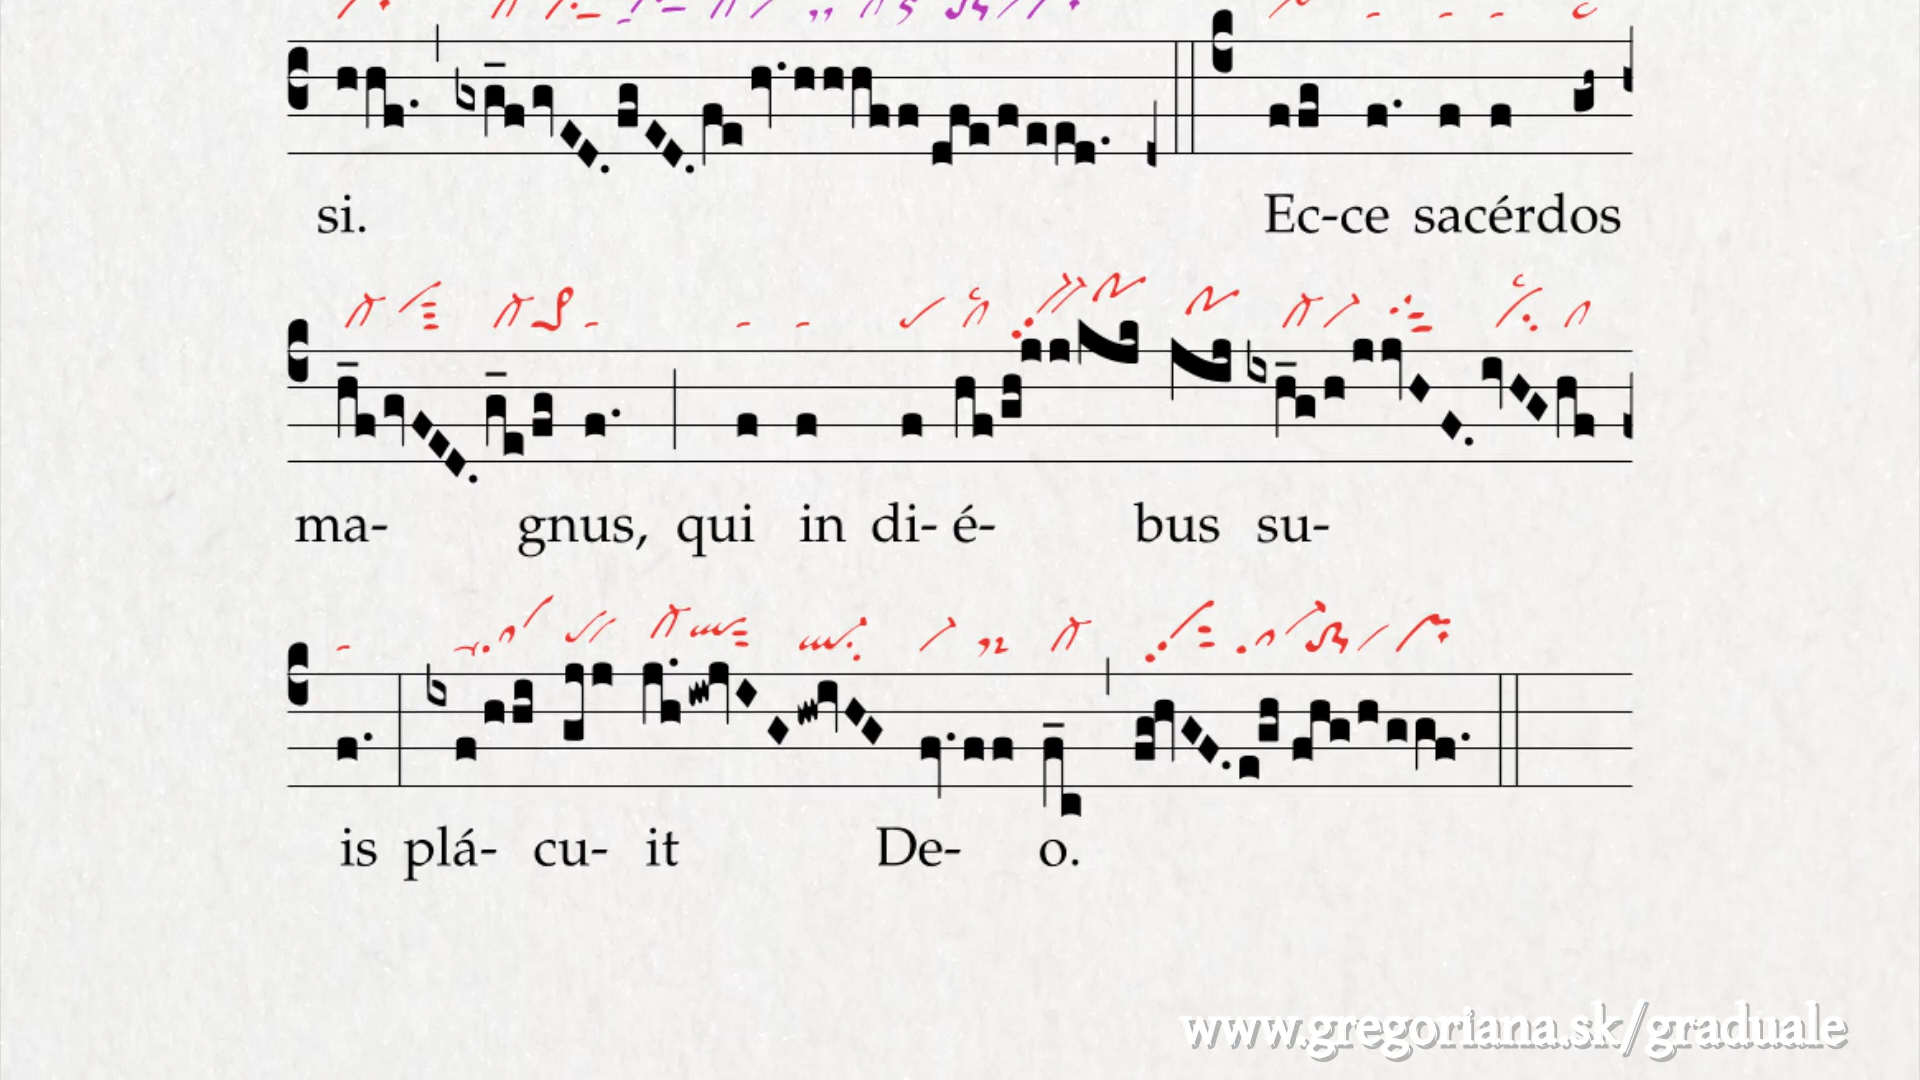 si. Ec-ce sacérdos
ma- gnus, qui in di- é- bus su-
is plá- cu- it De- o.
www.gregoriana.sk/graduale